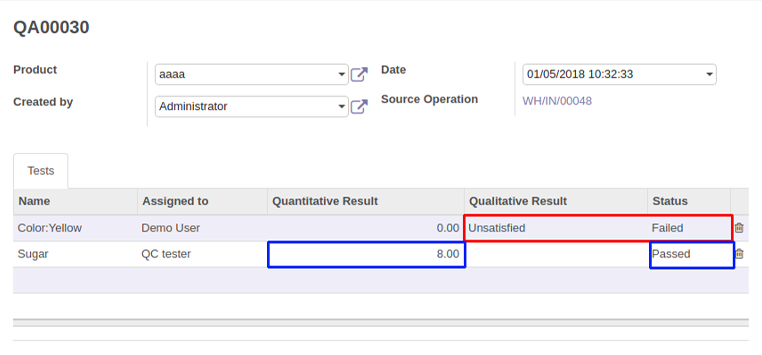 QA00030
Product aaaa Date 01/05/2018 10:32:33
Created by Administrator Source Operation WH/IN/00048
Tests
Name Assigned to Quantitative Result Qualitative Result Status
Color:Yellow Demo User 0.00 Unsatisfied Failed
Sugar QC tester 8.00 Passed